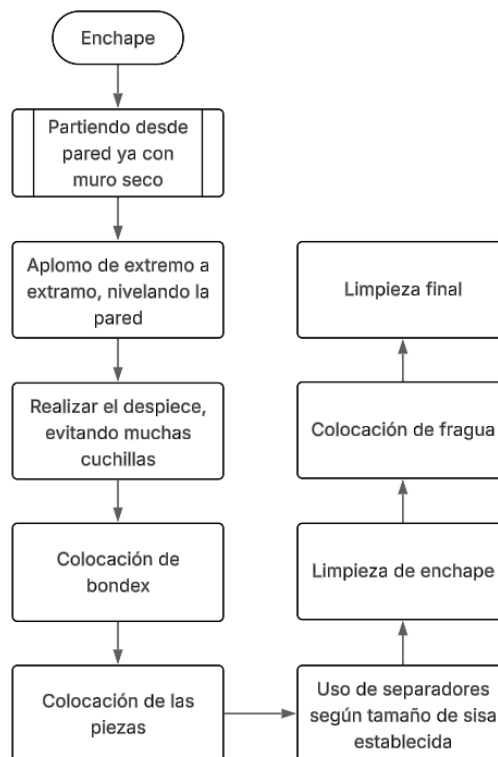 Enchape
Partiendo desde
pared ya con
muro seco
Aplomo de extremo a
extramo, nivelando la
pared
Realizar el despiece,
evitando muchas
cuchillas
Colocación de
bondex
Colocación de las
piezas
Uso de separadores
según tamaño de sisa
establecida
Limpieza de enchape
Colocación de fragua
Limpieza final